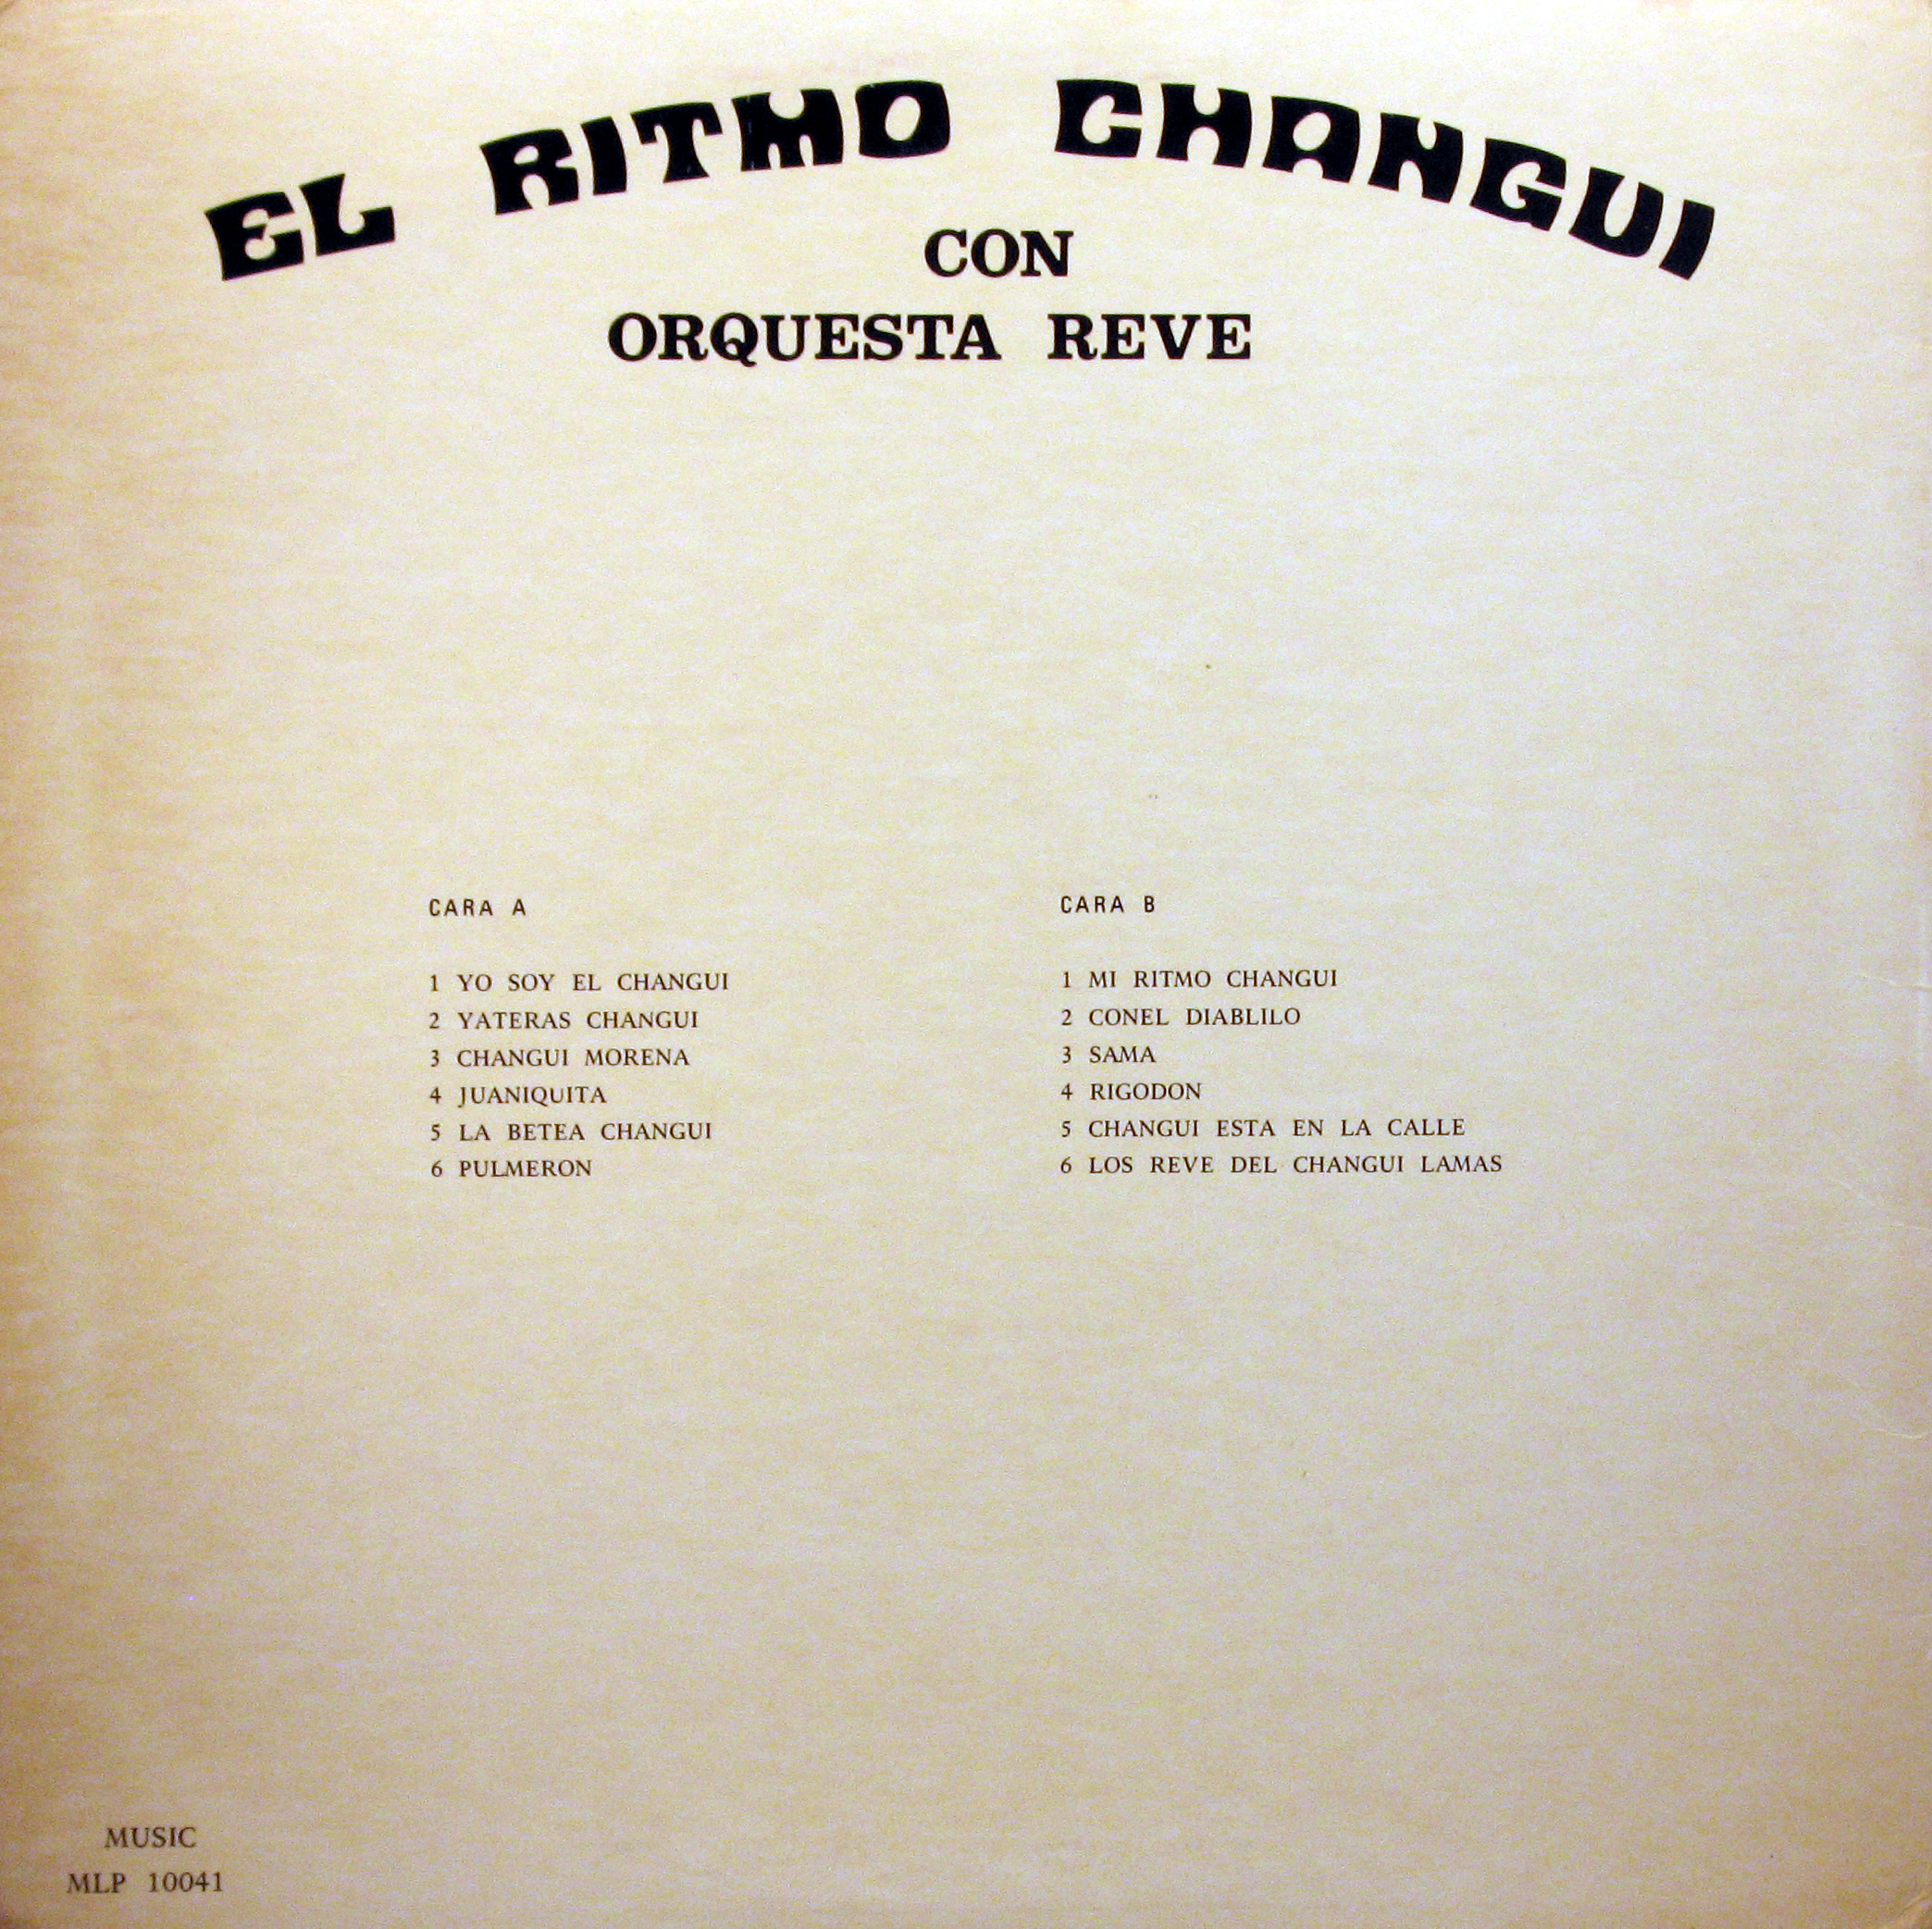 EL RITMO CHANGUI
CON
ORQUESTA REVE
CARA A
1 YO SOY EL CHANGUI
2 YATERAS CHANGUI
3 CHANGUI MORENA
4 JUANIQUITA
5 LA BETEA CHANGUI
6 PULMERON
CARA B
1 MI RITMO CHANGUI
2 CONEL DIABLILO
3 SAMA
4 RIGODON
5 CHANGUI ESTA EN LA CALLE
6 LOS REVE DEL CHANGUI LAMAS
MUSIC
MLP 10041